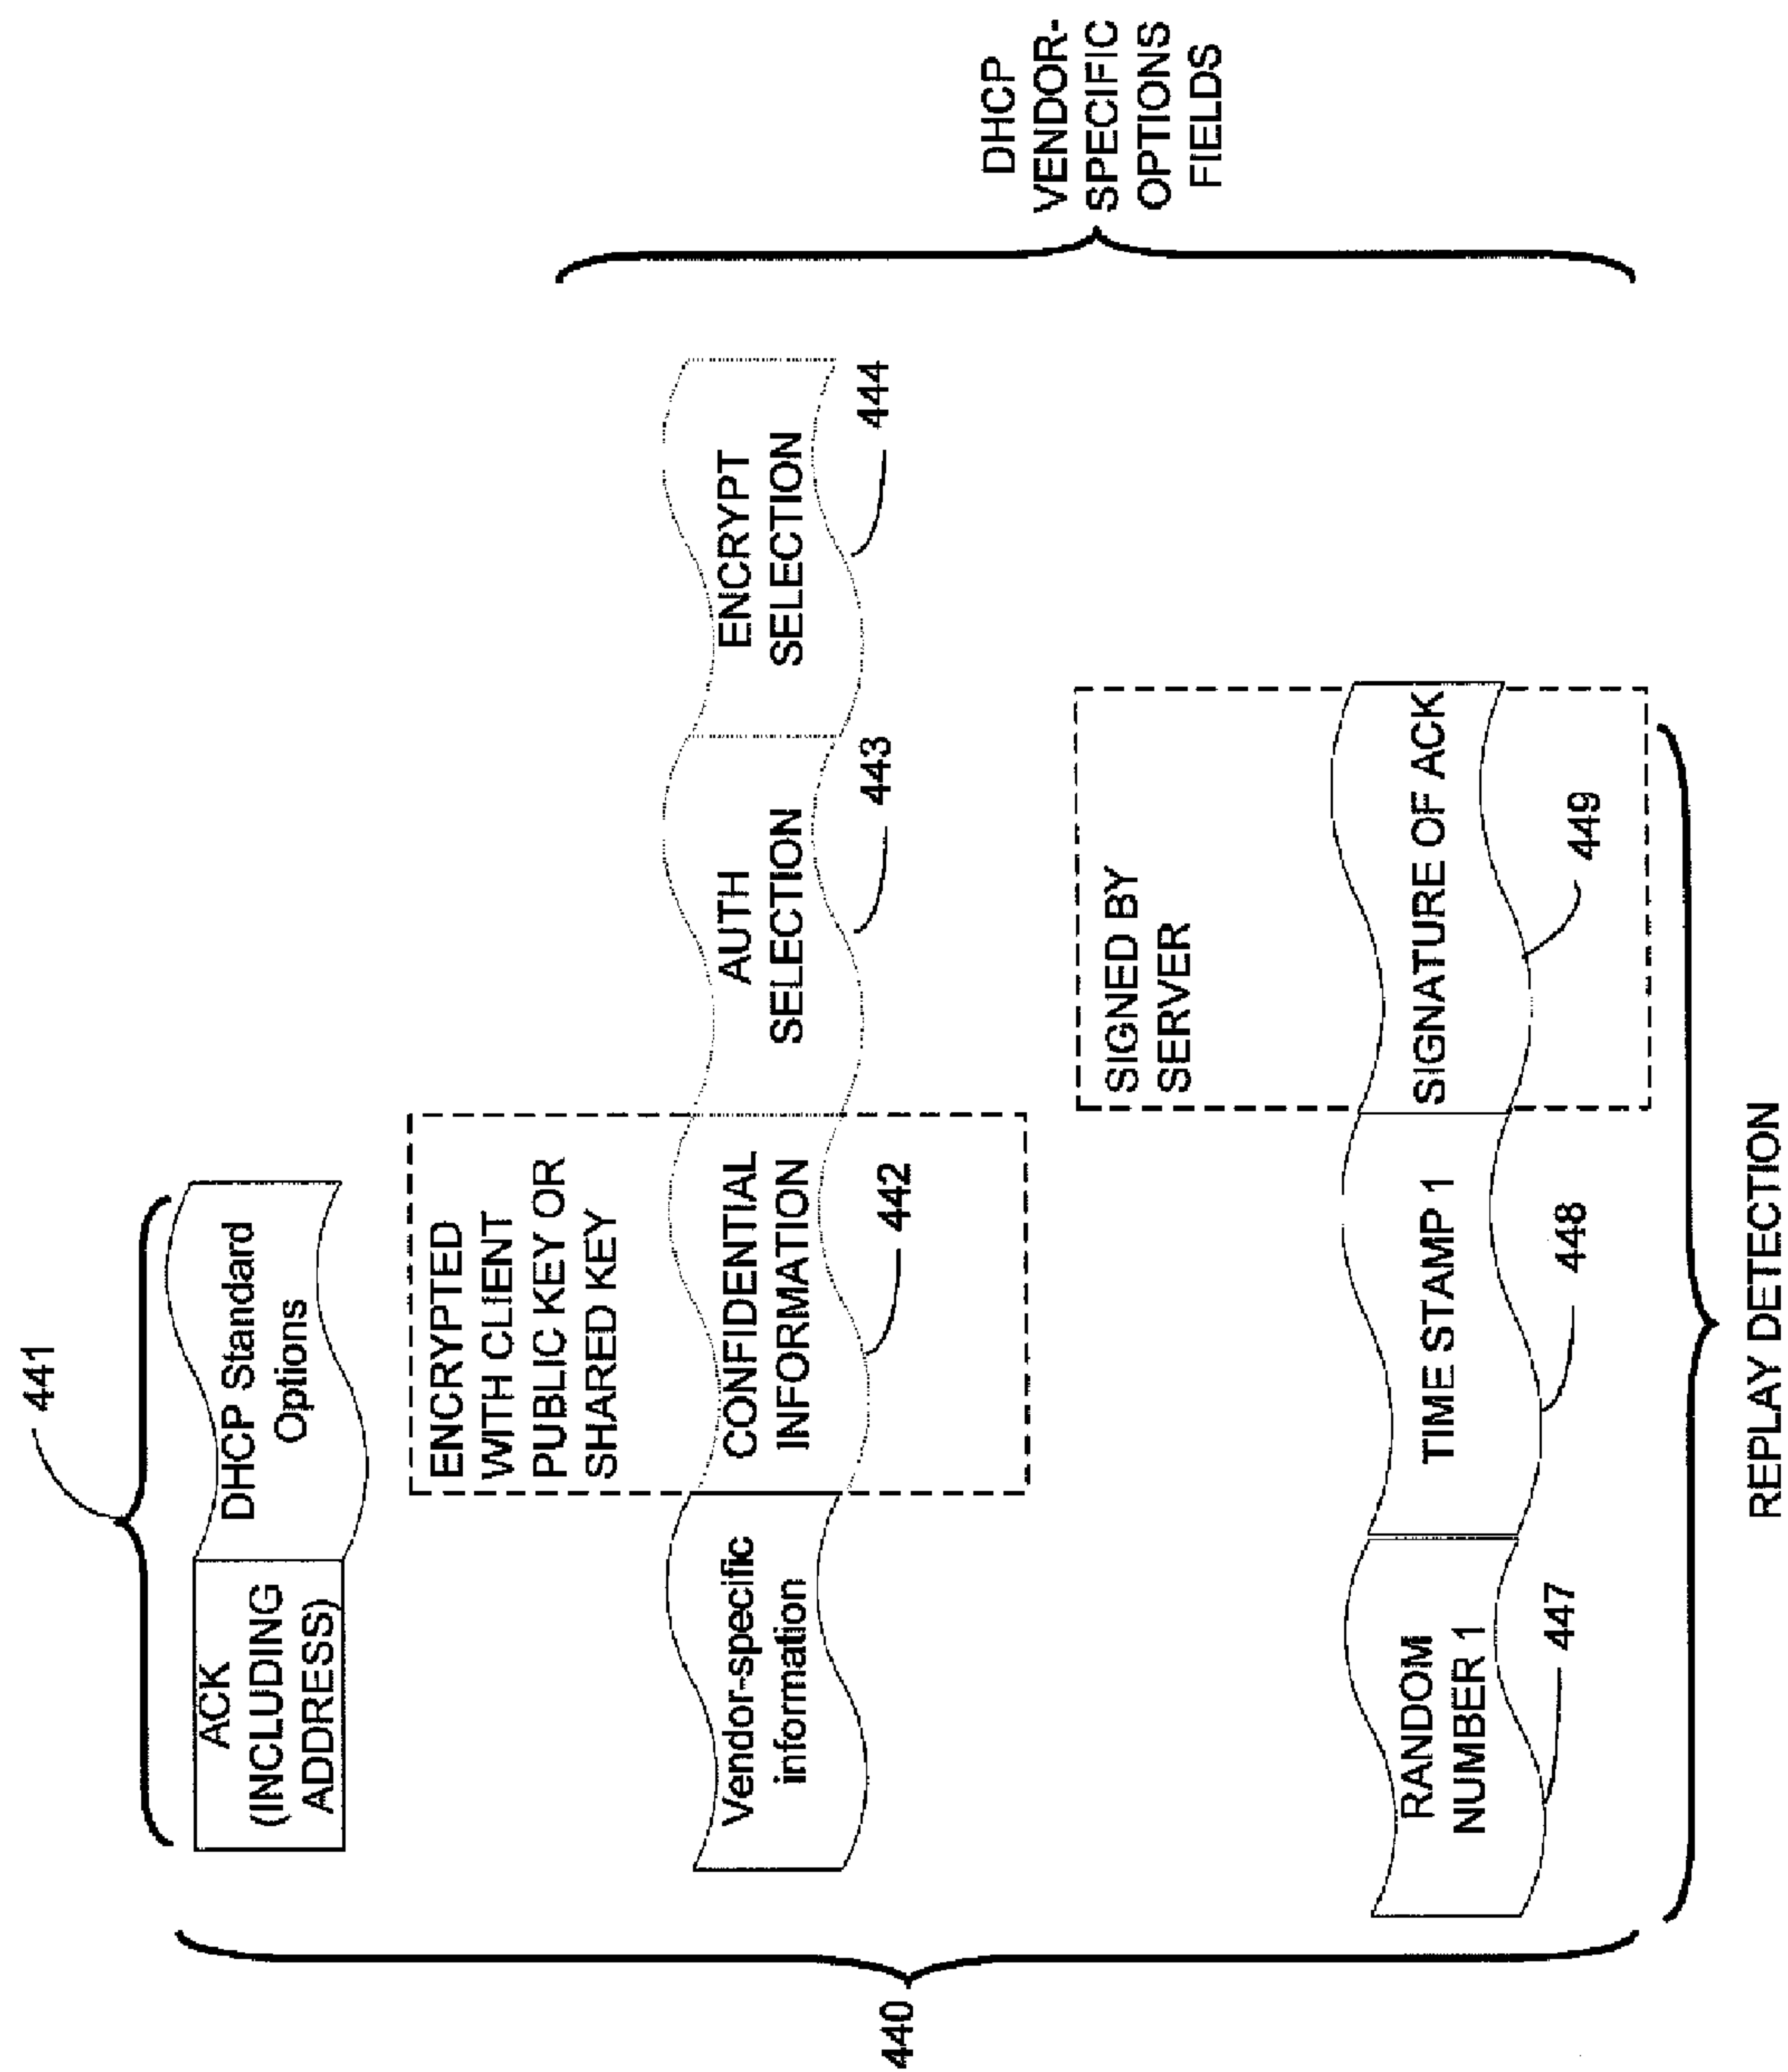 441
ACK
(INCLUDING
ADDRESS)
DHCP Standard
Options
ENCRYPTED
WITH CLIENT
PUBLIC KEY OR
SHARED KEY
Vendor-specific
information
CONFIDENTIAL
INFORMATION
AUTH
SELECTION
ENCRYPT
SELECTION
442
443
444
440
DHCP
VENDOR-
SPECIFIC
OPTIONS
FIELDS
SIGNED BY
SERVER
RANDOM
NUMBER 1
TIME STAMP 1
SIGNATURE OF ACK
447
448
449
REPLAY DETECTION